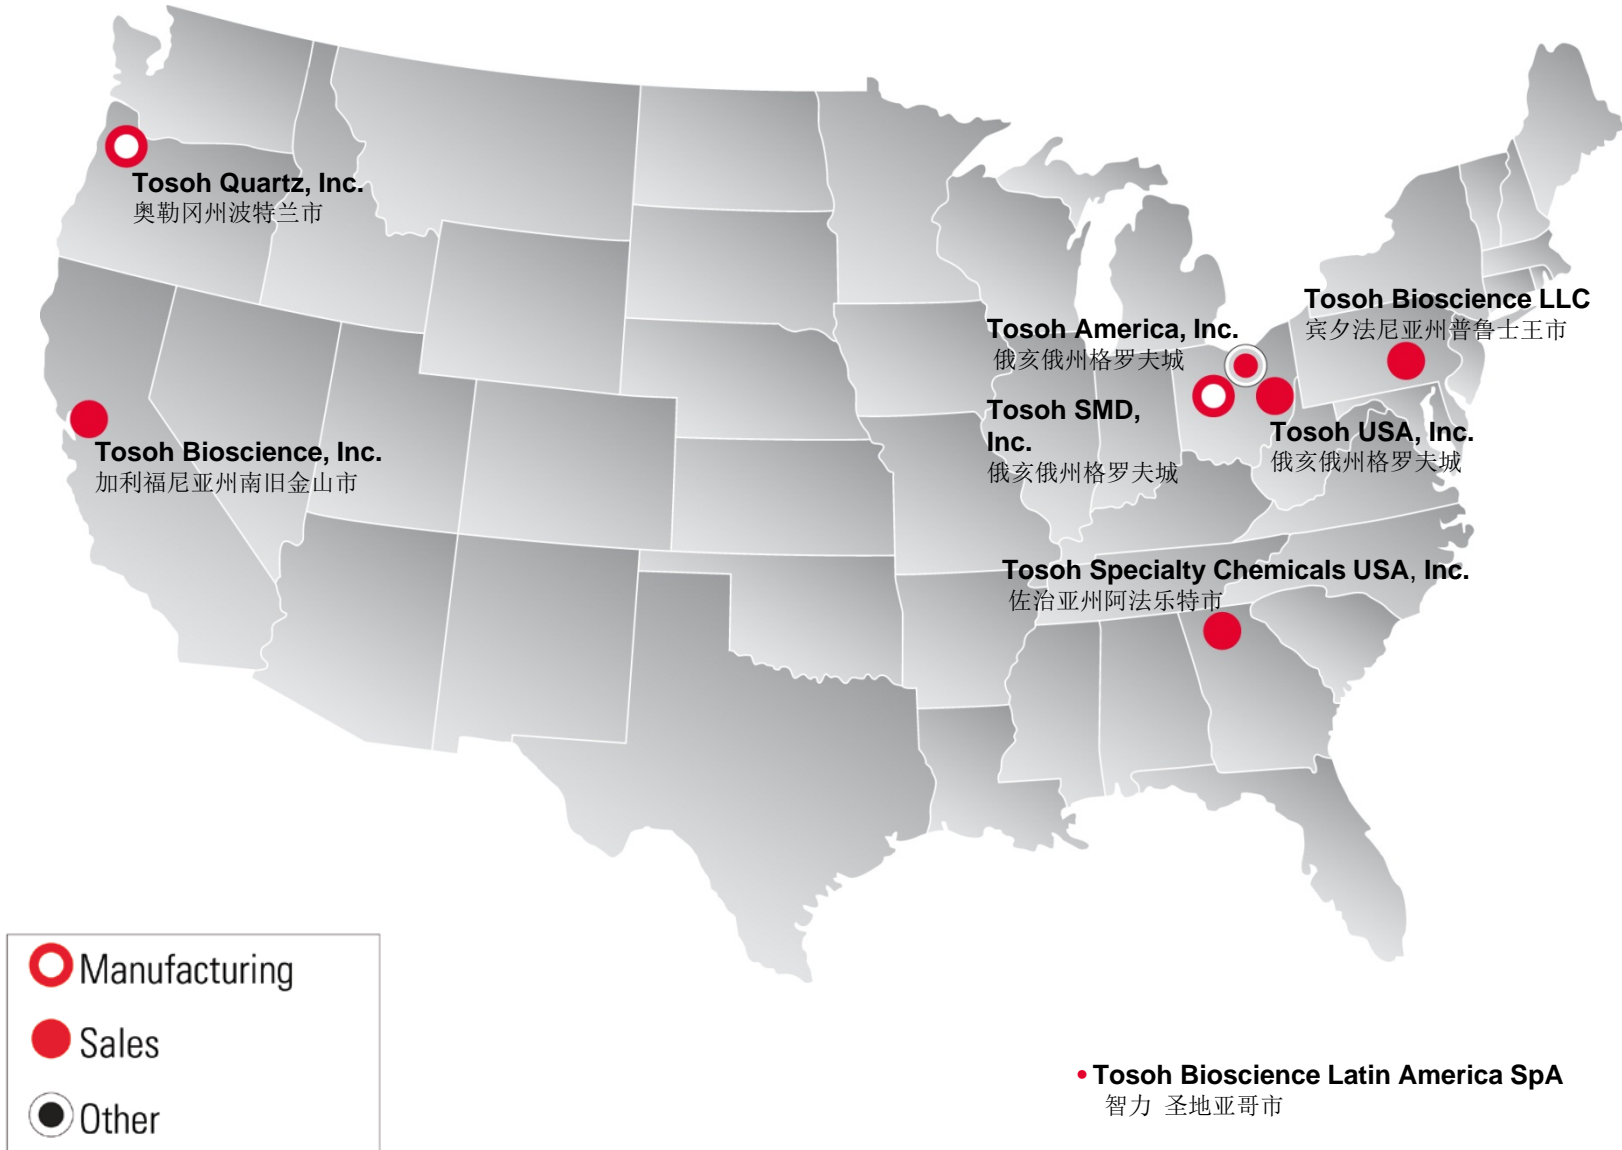 Tosoh Quartz, Inc.
奥勒冈州波特兰市
Tosoh Bioscience LLC
宾夕法尼亚州普鲁士王市
Tosoh America, Inc.
俄亥俄州格罗夫城
Tosoh SMD,
Inc.
俄亥俄州格罗夫城
Tosoh USA, Inc.
俄亥俄州格罗夫城
Tosoh Bioscience, Inc.
加利福尼亚州南旧金山市
Tosoh Specialty Chemicals USA, Inc.
佐治亚州阿法乐特市
Manufacturing
Sales
Other
• Tosoh Bioscience Latin America SpA
智力 圣地亚哥市